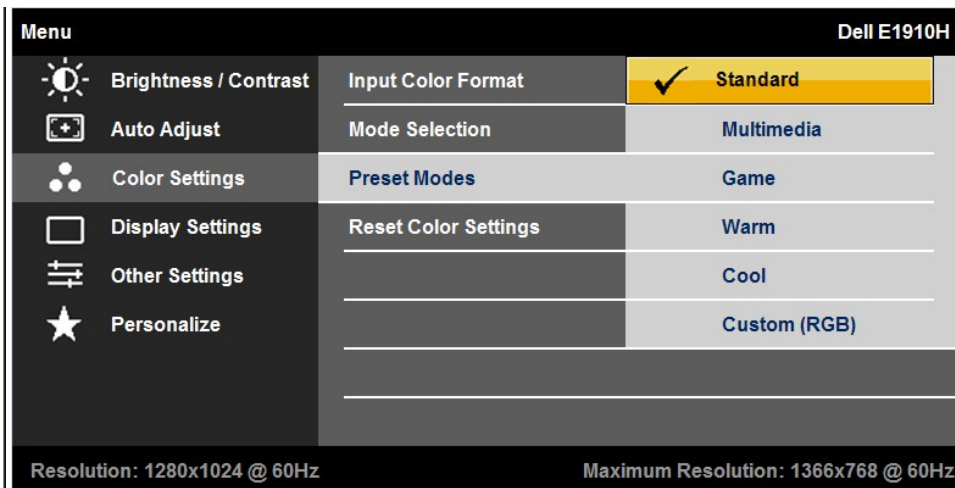 Menu Dell E1910H
Brightness / Contrast Input Color Format Standard
Auto Adjust Mode Selection Multimedia
Color Settings Preset Modes Game
Display Settings Reset Color Settings Warm
Other Settings Cool
Personalize Custom (RGB)
Resolution: 1280x1024 @ 60Hz Maximum Resolution: 1366x768 @ 60Hz